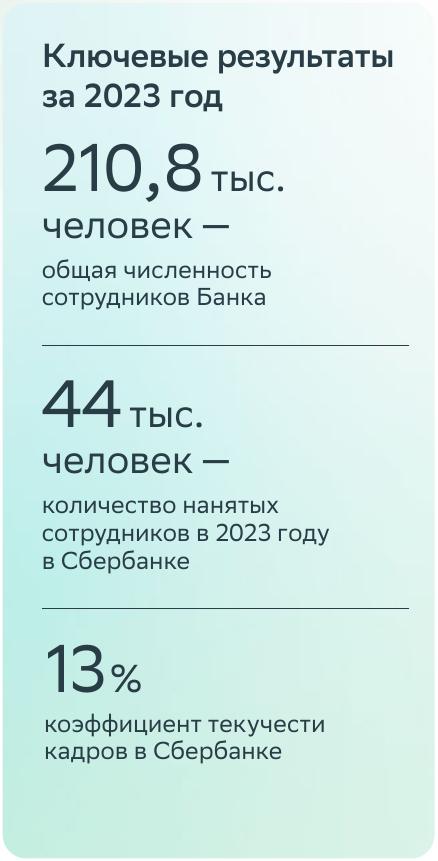 Ключевые результаты
за 2023 год
210,8 тыс.
человек —
общая численность
сотрудников Банка
44 тыс.
человек —
количество нанятых
сотрудников в 2023 году
в Сбербанке
13%
коэффициент текучести
кадров в Сбербанке